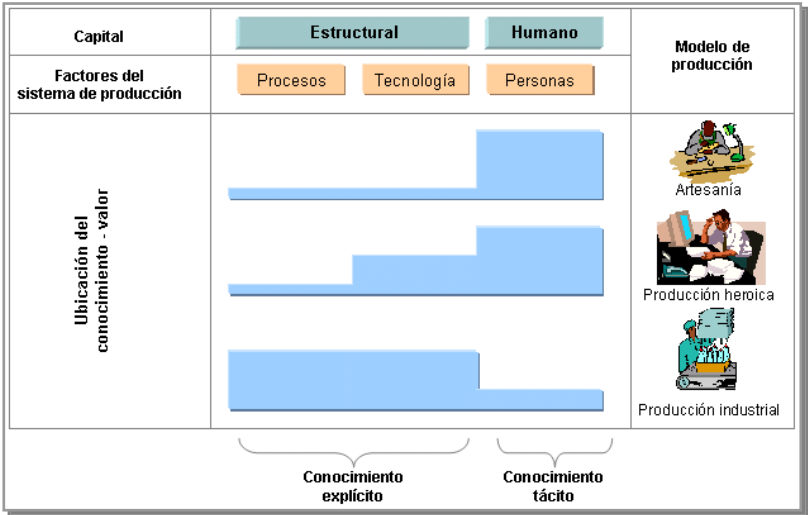 Capital
Estructural
Humano
Modelo de
producción
Factores del
sistema de producción
Procesos
Tecnología
Personas
Ubicación del
conocimiento - valor
Artesanía
Producción heroica
Producción industrial
Conocimiento
explícito
Conocimiento
tácito